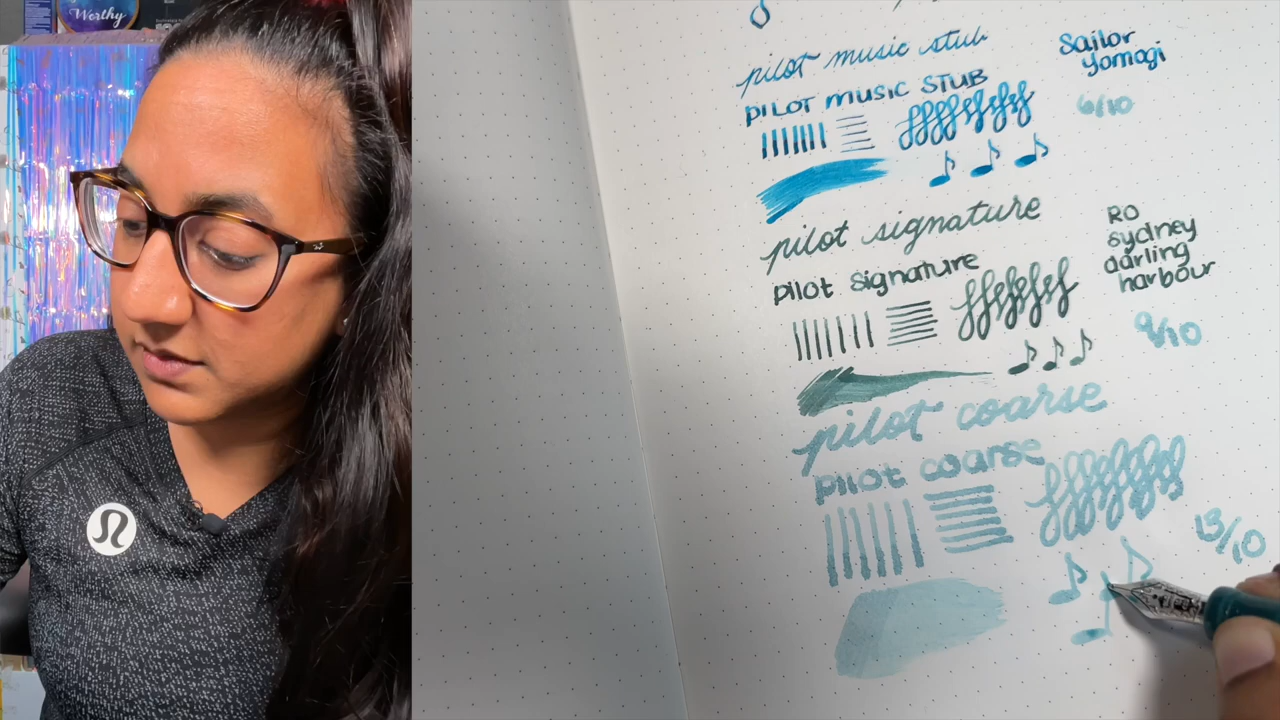 Worthy
pilot music stub
PILOT MUSIC STUB
Sailor
yomogi
6/10
pilot signature
pilot signature
RO
sydney
darling
harbour
9/10
pilot coarse
pilot coarse
13/10